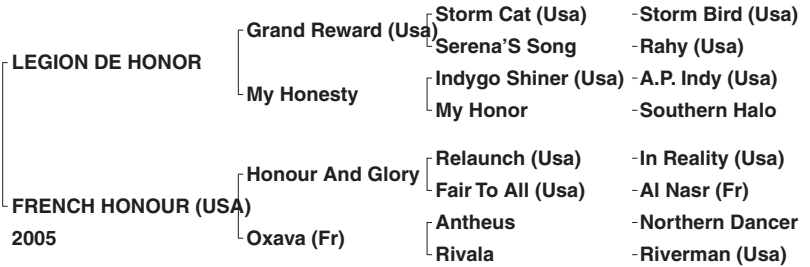 Storm Cat (Usa) Storm Bird (Usa)
Grand Reward (Usa)
Serena'S Song Rahy (Usa)
LEGION DE HONOR
Indygo Shiner (Usa) A.P. Indy (Usa)
My Honesty
My Honor Southern Halo
Relaunch (Usa) In Reality (Usa)
Honour And Glory
Fair To All (Usa) Al Nasr (Fr)
FRENCH HONOUR (USA)
Antheus Northern Dancer
2005 Oxava (Fr)
Rivala Riverman (Usa)